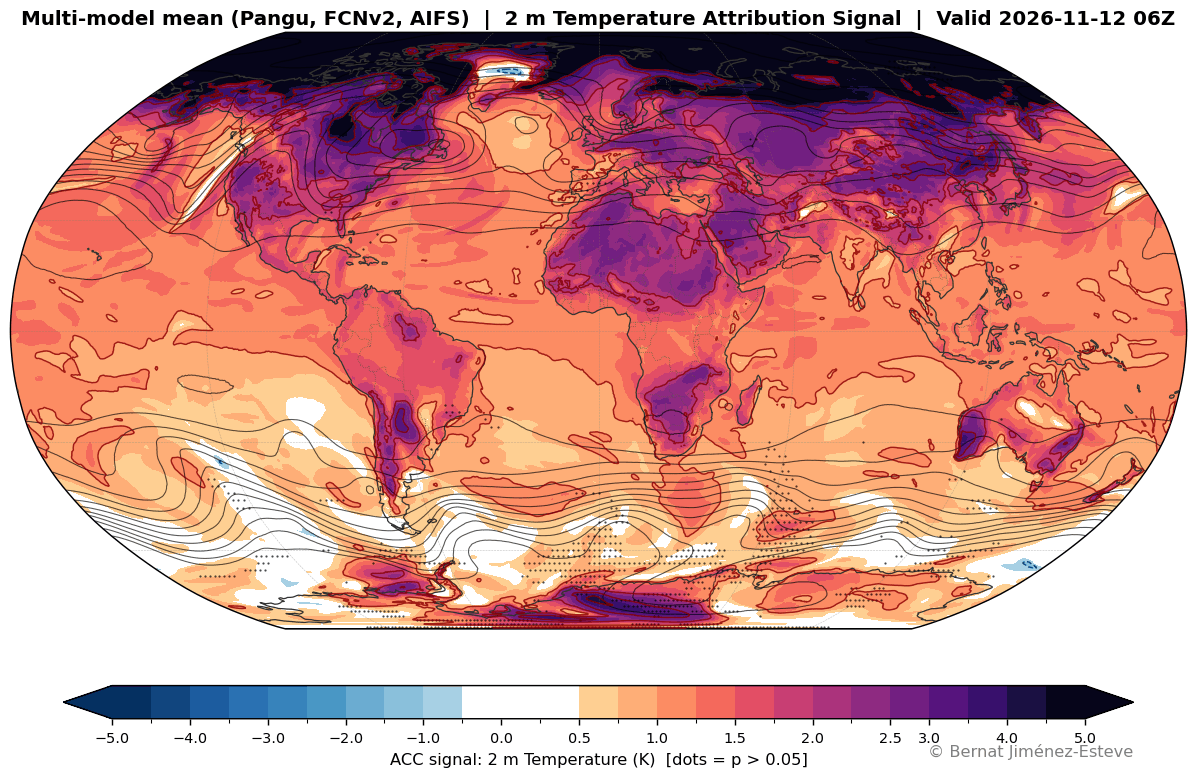 Multi-model mean (Pangu, FCNv2, AIFS)  |  2 m Temperature Attribution Signal  |  Valid 2026-11-12 06Z
−5.0 −4.0 −3.0 −2.0 −1.0 0.0 0.5 1.0 1.5 2.0 2.5 3.0 4.0 5.0
ACC signal: 2 m Temperature (K)  [dots = p > 0.05]
© Bernat Jiménez-Esteve